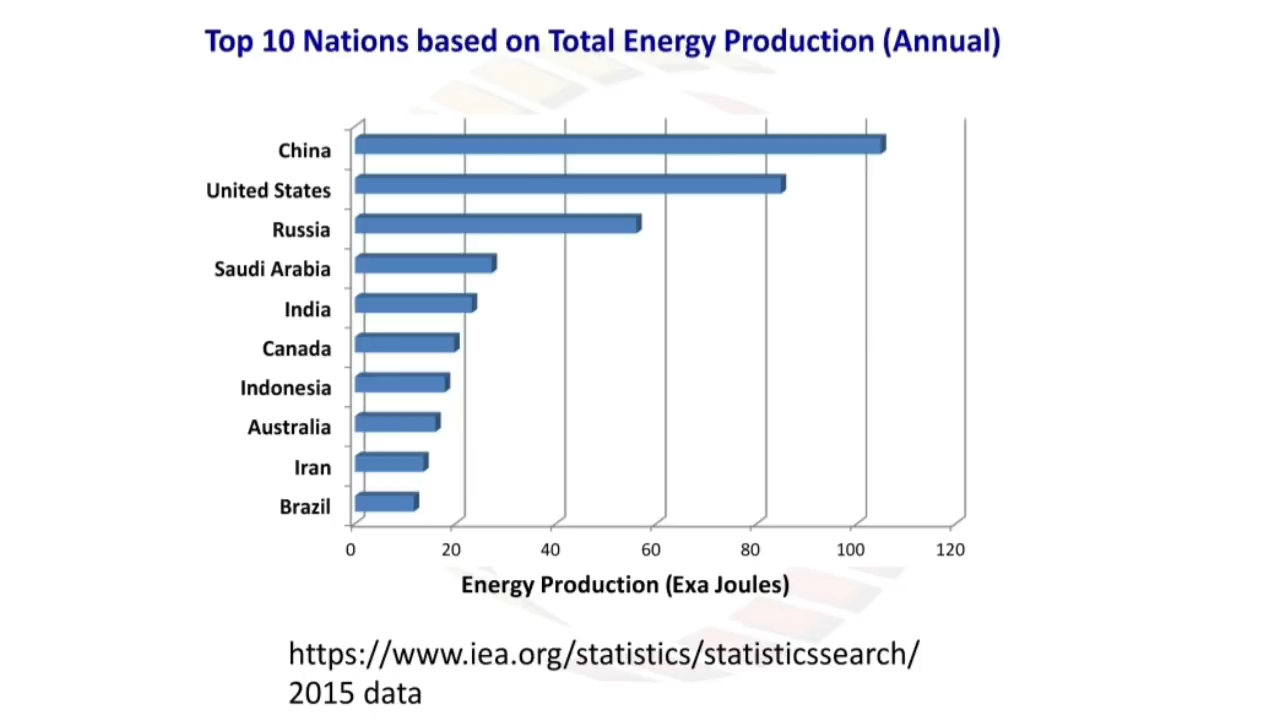 Top 10 Nations based on Total Energy Production (Annual)
China
United States
Russia
Saudi Arabia
India
Canada
Indonesia
Australia
Iran
Brazil
0 20 40 60 80 100 120
Energy Production (Exa Joules)
https://www.iea.org/statistics/statisticssearch/
2015 data